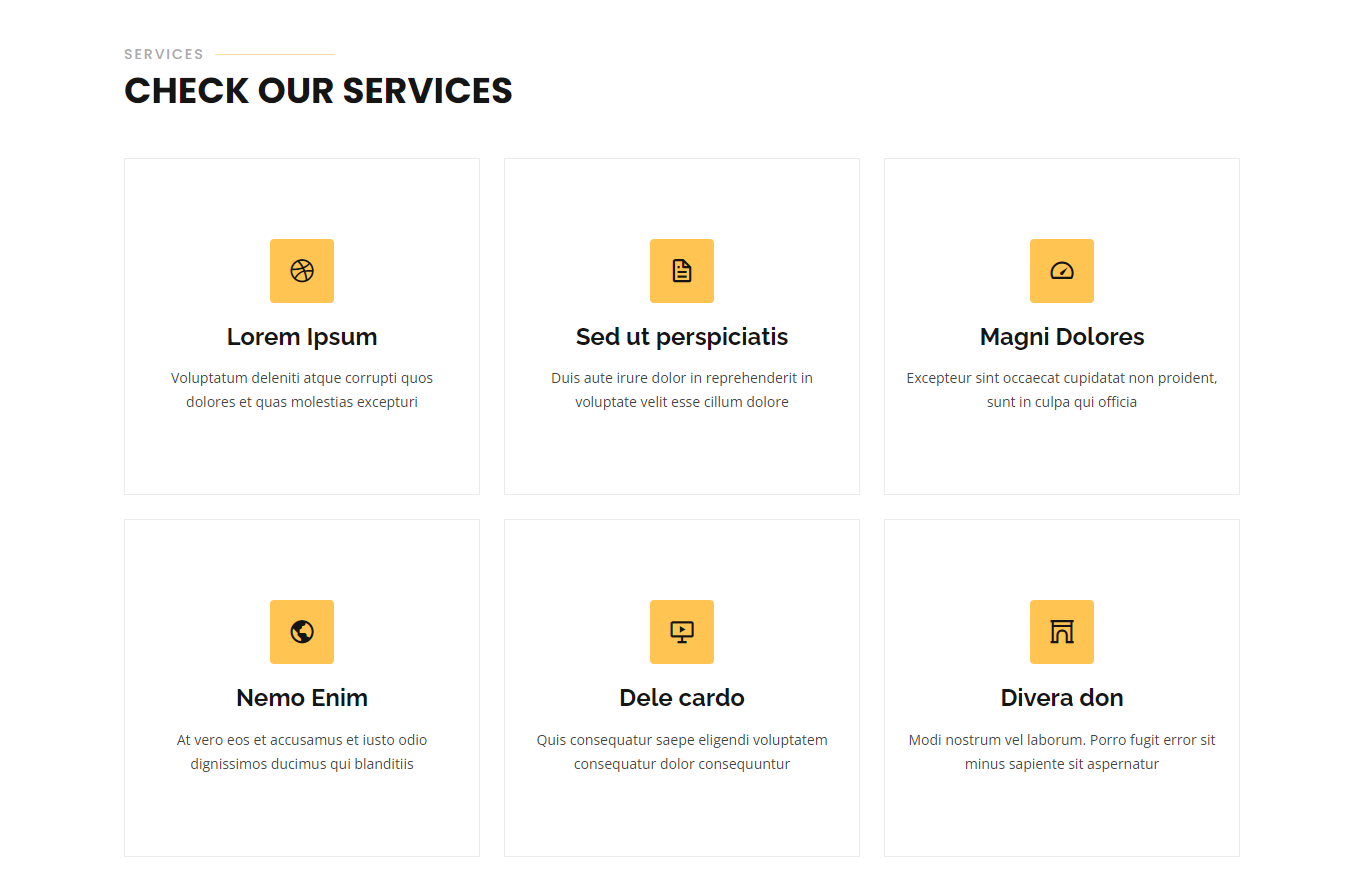 SERVICES
CHECK OUR SERVICES
Lorem Ipsum
Voluptatum deleniti atque corrupti quos
dolores et quas molestias excepturi
Sed ut perspiciatis
Duis aute irure dolor in reprehenderit in
voluptate velit esse cillum dolore
Magni Dolores
Excepteur sint occaecat cupidatat non proident,
sunt in culpa qui officia
Nemo Enim
At vero eos et accusamus et iusto odio
dignissimos ducimus qui blanditiis
Dele cardo
Quis consequatur saepe eligendi voluptatem
consequatur dolor consequuntur
Divera don
Modi nostrum vel laborum. Porro fugit error sit
minus sapiente sit aspernatur